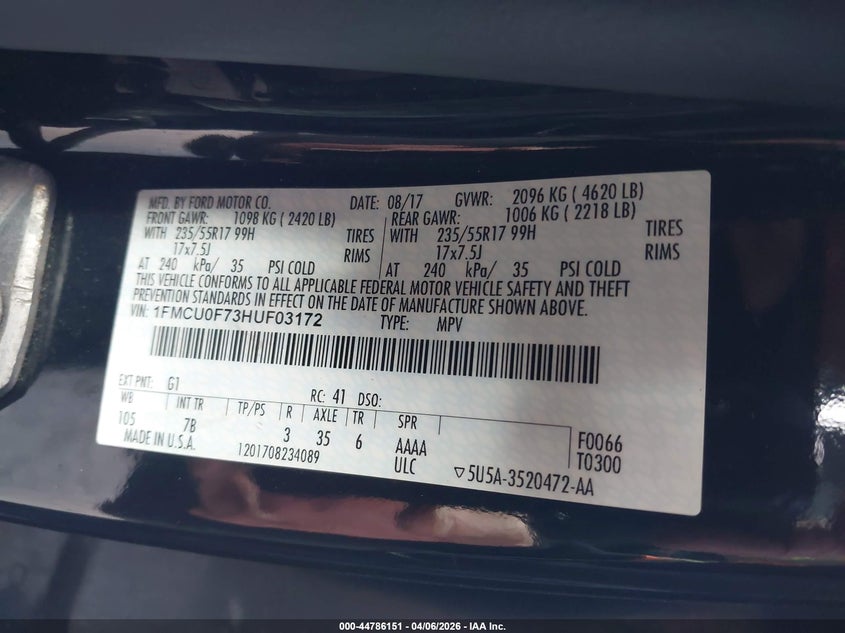 MFD. BY FORD MOTOR CO. DATE: 08/17 GVWR: 2096 KG ( 4620 LB)
FRONT GAWR: 1098 KG ( 2420 LB) REAR GAWR: 1006 KG ( 2218 LB)
WITH 235/55R17 99H TIRES WITH 235/55R17 99H TIRES
17x7.5J RIMS 17x7.5J RIMS
AT 240 kPa/ 35 PSI COLD AT 240 kPa/ 35 PSI COLD
THIS VEHICLE CONFORMS TO ALL APPLICABLE FEDERAL MOTOR VEHICLE SAFETY AND THEFT
PREVENTION STANDARDS IN EFFECT ON THE DATE OF MANUFACTURE SHOWN ABOVE.
VIN: 1FMCU0F73HUF03172 TYPE: MPV
EXT PNT: G1 RC: 41 DSO:
WB INT TR TP/PS R AXLE TR SPR
105 7B 3 35 6 AAAA F0066
MADE IN U.S.A. 1201708234089 ULC T0300
▽5U5A-3520472-AA
000-44786151 | 04/06/2026 | IAA Inc.